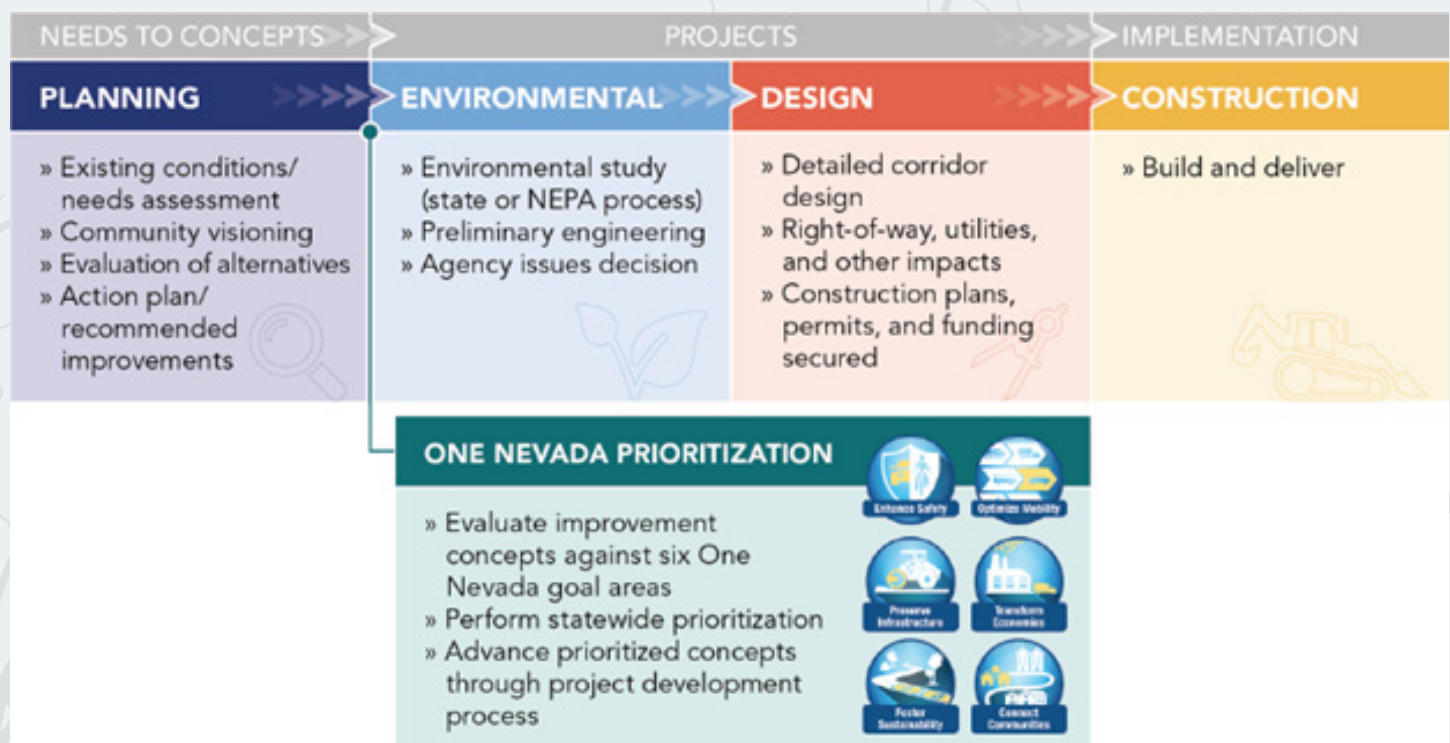 NEEDS TO CONCEPTS
PROJECTS
IMPLEMENTATION
PLANNING
» Existing conditions/
needs assessment
» Community visioning
» Evaluation of alternatives
» Action plan/
recommended
improvements
ENVIRONMENTAL
» Environmental study
(state or NEPA process)
» Preliminary engineering
» Agency issues decision
DESIGN
» Detailed corridor
design
» Right-of-way, utilities,
and other impacts
» Construction plans,
permits, and funding
secured
CONSTRUCTION
» Build and deliver
ONE NEVADA PRIORITIZATION
» Evaluate improvement
concepts against six One
Nevada goal areas
» Perform statewide prioritization
» Advance prioritized concepts
through project development
process
Enhance Safety
Optimize Mobility
Preserve
Infrastructure
Transform
Economies
Foster
Sustainability
Connect
Communities